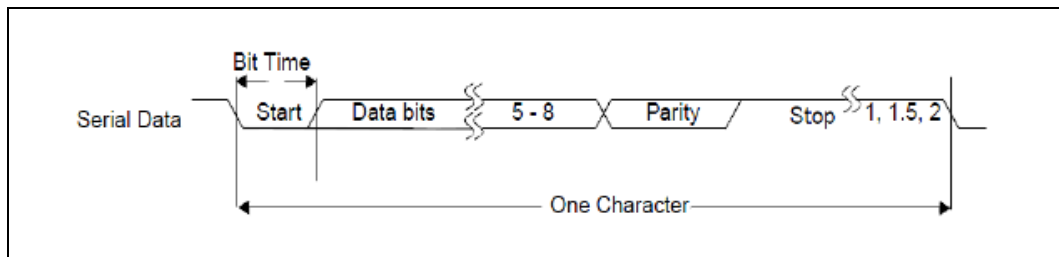 Bit Time
Serial Data Start Data bits 5 - 8 Parity Stop 1, 1.5, 2
One Character